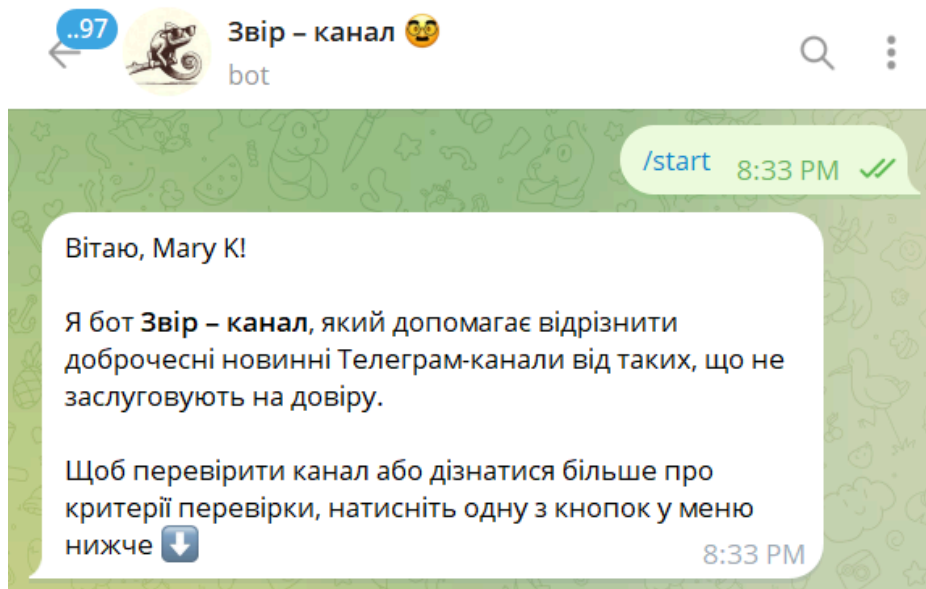 ..97
Звір – канал 🥸
bot
/start 8:33 PM
Вітаю, Mary K!
Я бот Звір – канал, який допомагає відрізнити
доброчесні новинні Телеграм-канали від таких, що не
заслуговують на довіру.
Щоб перевірити канал або дізнатися більше про
критерії перевірки, натисніть одну з кнопок у меню
нижче ⬇️
8:33 PM